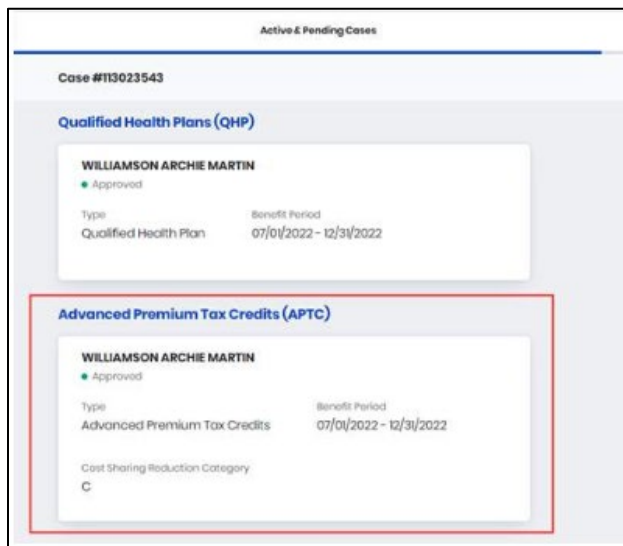 Active & Pending Cases
Case #113023543
Qualified Health Plans (QHP)
WILLIAMSON ARCHIE MARTIN
Approved
Type Benefit Period
Qualified Health Plan 07/01/2022 - 12/31/2022
Advanced Premium Tax Credits (APTC)
WILLIAMSON ARCHIE MARTIN
Approved
Type Benefit Period
Advanced Premium Tax Credits 07/01/2022 - 12/31/2022
Cost Sharing Reduction Category
C